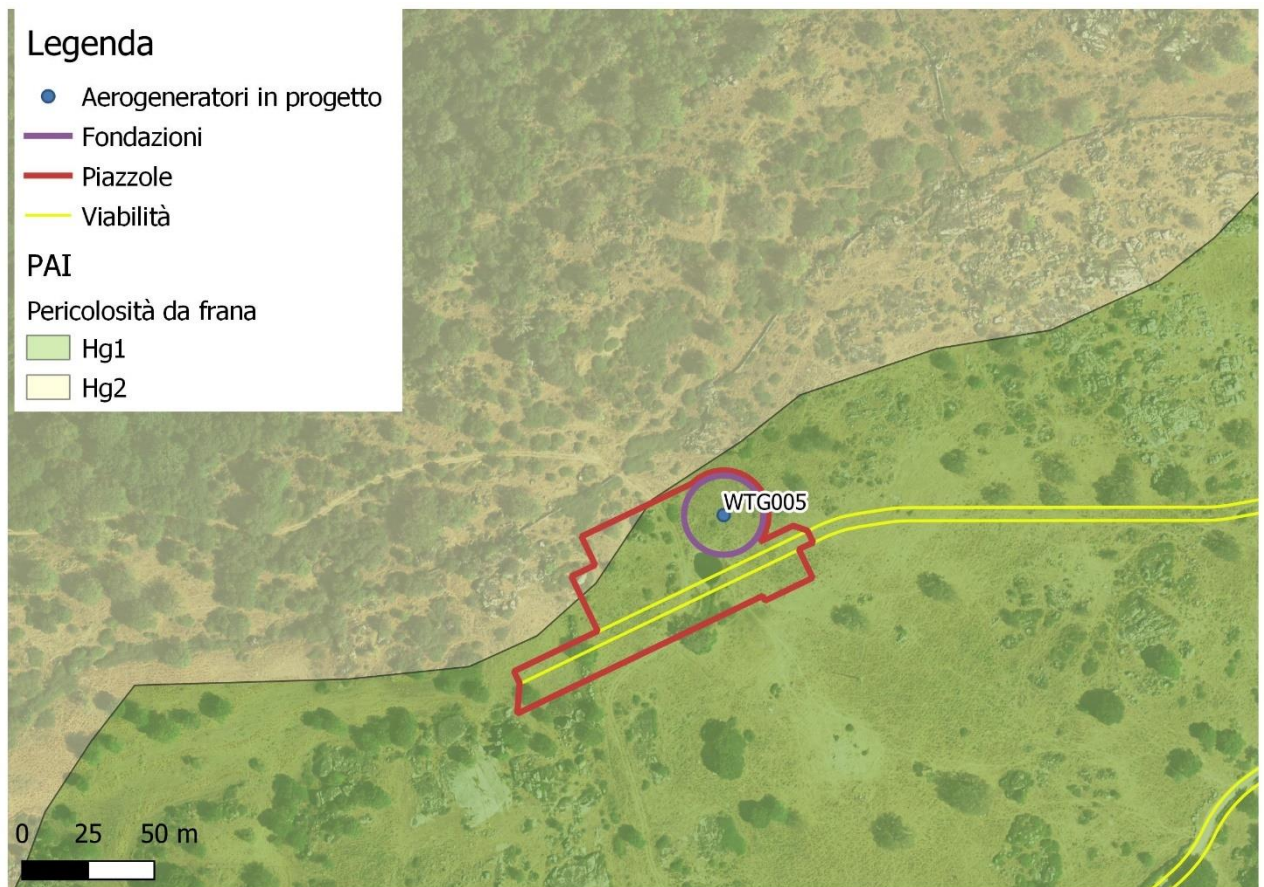 Legenda
Aerogeneratori in progetto
Fondazioni
Piazzole
Viabilità
PAI
Pericolosità da frana
Hg1
Hg2
WTG005
0 25 50 m